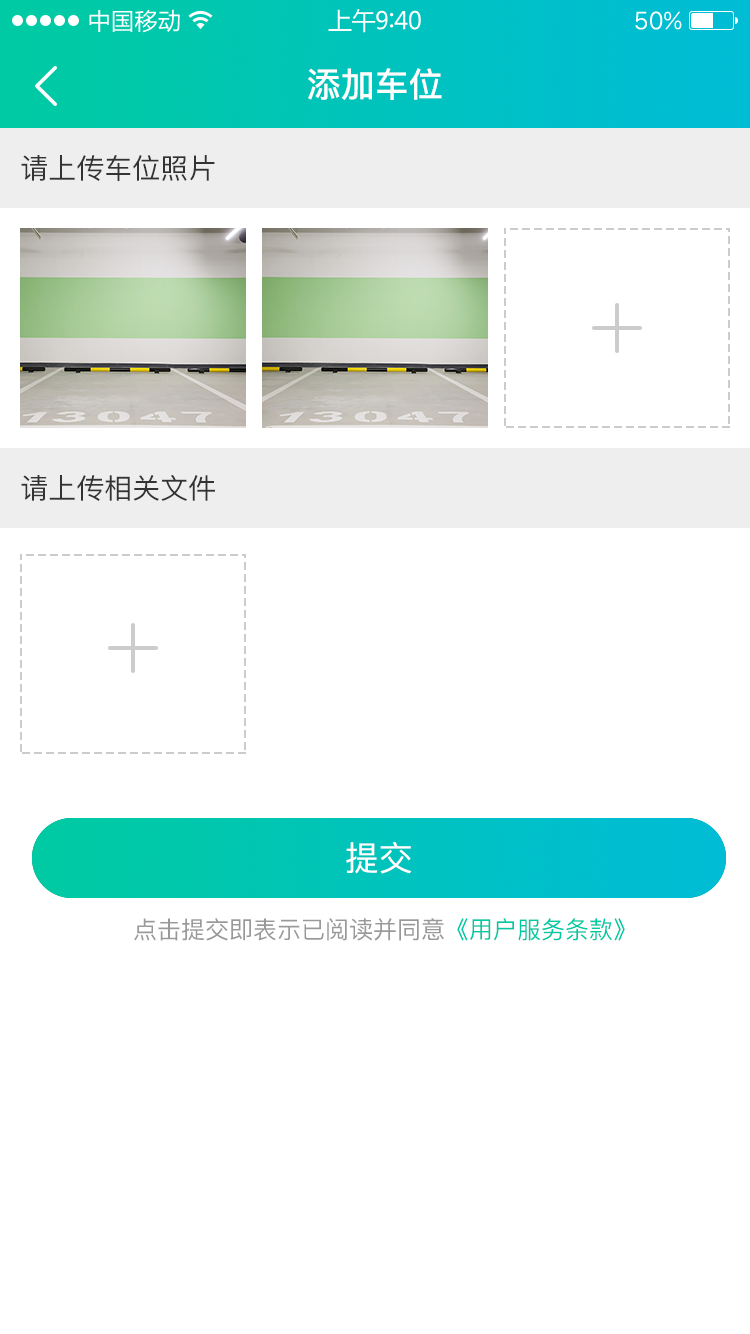 中国移动 上午9:40 50%
添加车位
请上传车位照片
13047 13047
请上传相关文件
提交
点击提交即表示已阅读并同意《用户服务条款》